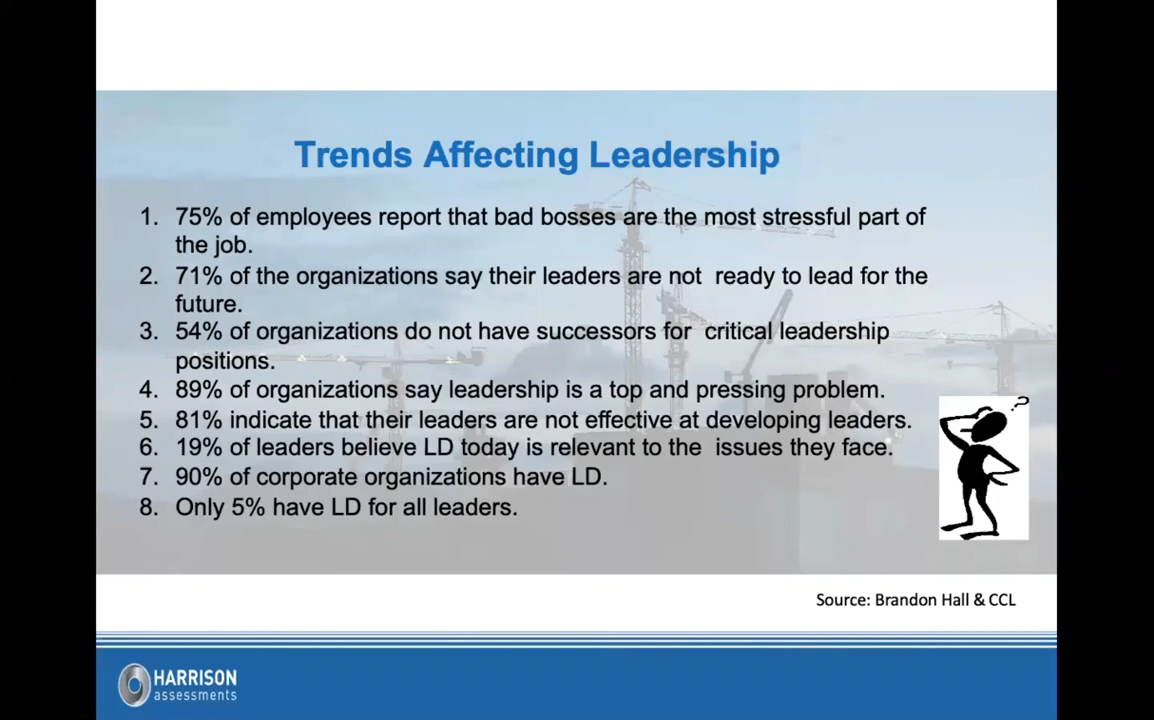 Trends Affecting Leadership
1. 75% of employees report that bad bosses are the most stressful part of
the job.
2. 71% of the organizations say their leaders are not ready to lead for the
future.
3. 54% of organizations do not have successors for critical leadership
positions.
4. 89% of organizations say leadership is a top and pressing problem.
5. 81% indicate that their leaders are not effective at developing leaders.
6. 19% of leaders believe LD today is relevant to the issues they face.
7. 90% of corporate organizations have LD.
8. Only 5% have LD for all leaders.
?
Source: Brandon Hall & CCL
HARRISON
assessments